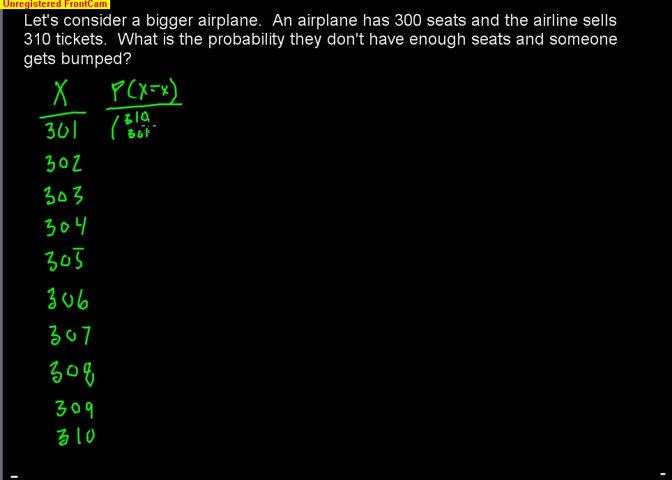 Unregistered FrontCam
Let's consider a bigger airplane. An airplane has 300 seats and the airline sells
310 tickets. What is the probability they don't have enough seats and someone
gets bumped?
X P(X=x)
301 (310
301
302
303
304
305
306
307
308
309
310